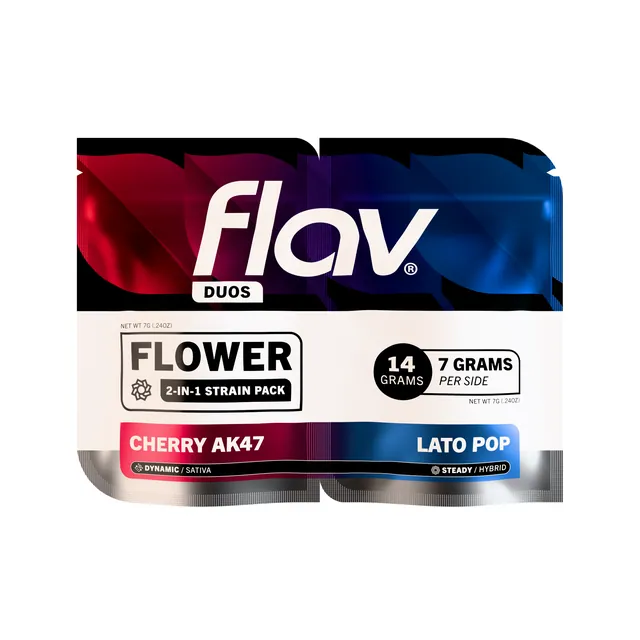 flav®
DUOS
NET WT 7G (.24OZ)
FLOWER
2-IN-1 STRAIN PACK
14
GRAMS
7 GRAMS
PER SIDE
NET WT 7G (.24OZ)
CHERRY AK47
DYNAMIC / SATIVA
LATO POP
STEADY / HYBRID